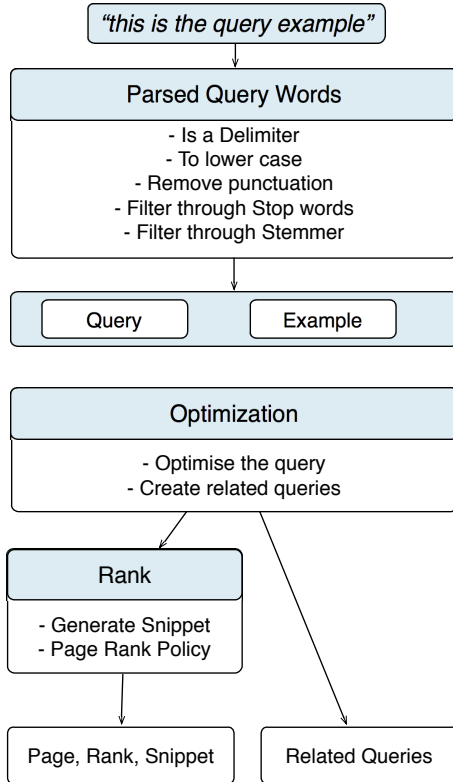 “this is the query example”
Parsed Query Words
- Is a Delimiter
- To lower case
- Remove punctuation
- Filter through Stop words
- Filter through Stemmer
Query Example
Optimization
- Optimise the query
- Create related queries
Rank
- Generate Snippet
- Page Rank Policy
Page, Rank, Snippet Related Queries